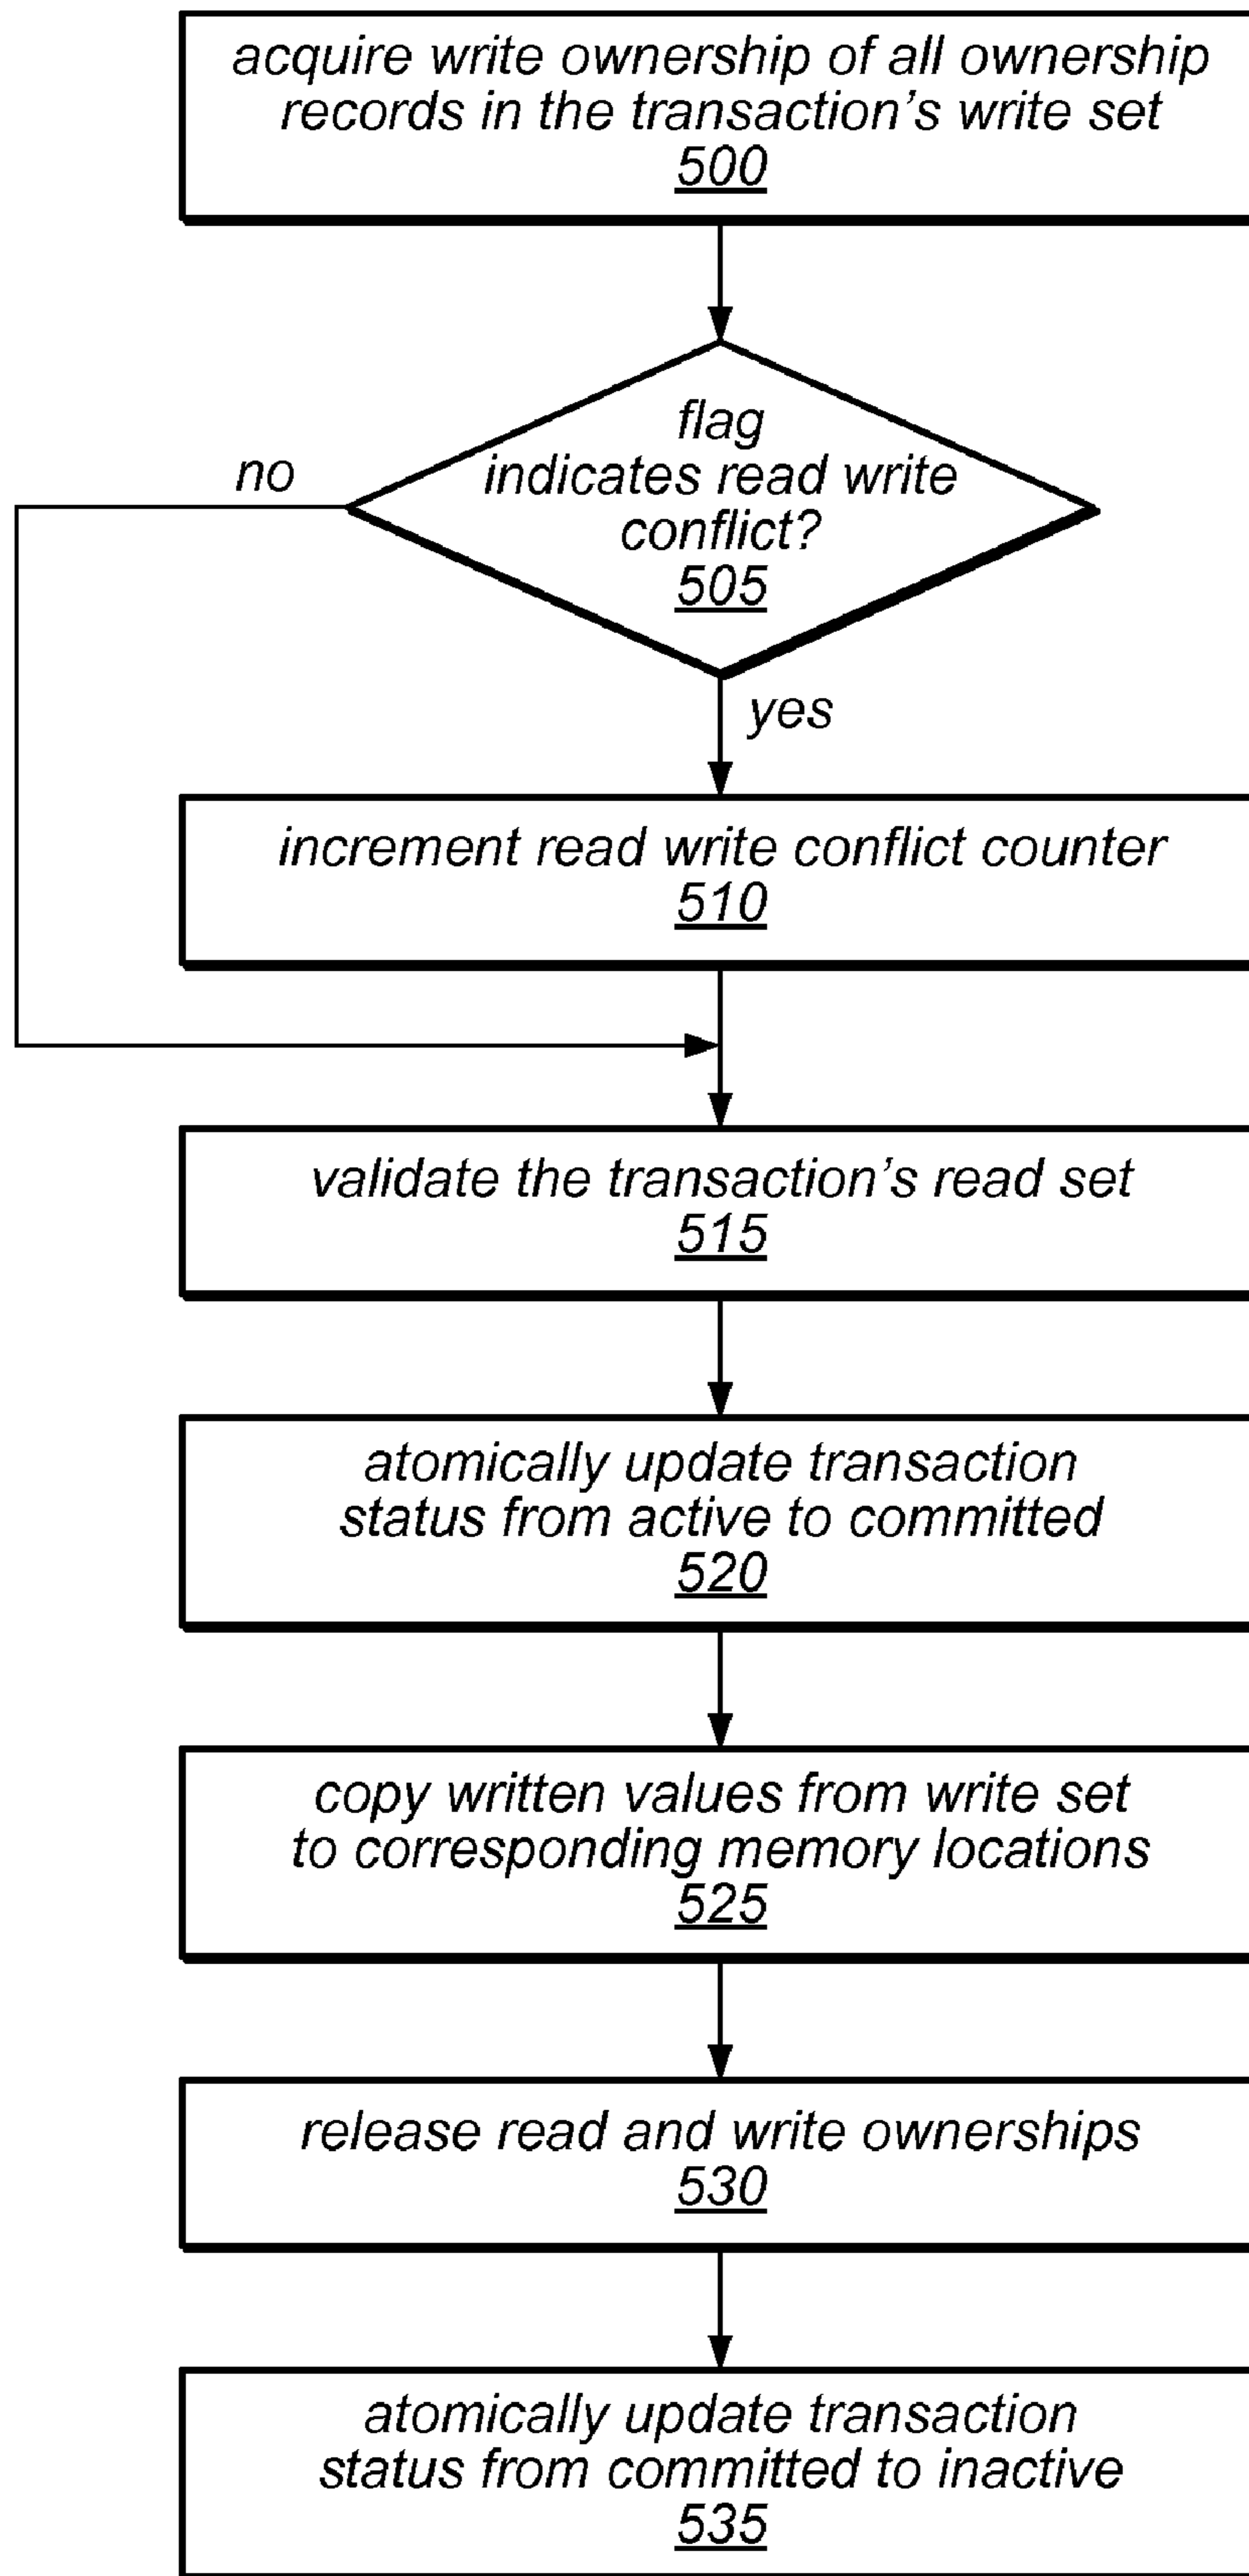 acquire write ownership of all ownership
records in the transaction’s write set
500
flag
indicates read write
conflict?
505
no
yes
increment read write conflict counter
510
validate the transaction’s read set
515
atomically update transaction
status from active to committed
520
copy written values from write set
to corresponding memory locations
525
release read and write ownerships
530
atomically update transaction
status from committed to inactive
535